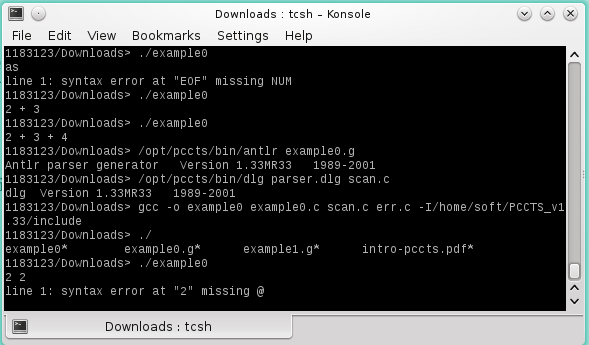 Downloads : tcsh – Konsole
File Edit View Bookmarks Settings Help
1183123/Downloads> ./example0
as
line 1: syntax error at "EOF" missing NUM
1183123/Downloads> ./example0
2 + 3
1183123/Downloads> ./example0
2 + 3 + 4
1183123/Downloads> /opt/pccts/bin/antlr example0.g
Antlr parser generator   Version 1.33MR33   1989-2001
1183123/Downloads> /opt/pccts/bin/dlg parser.dlg scan.c
dlg  Version 1.33MR33   1989-2001
1183123/Downloads> gcc -o example0 example0.c scan.c err.c -I/home/soft/PCCTS_v1
.33/include
1183123/Downloads> ./
example0*       example0.g*      example1.g*      intro-pccts.pdf*
1183123/Downloads> ./example0
2 2
line 1: syntax error at "2" missing @
Downloads : tcsh